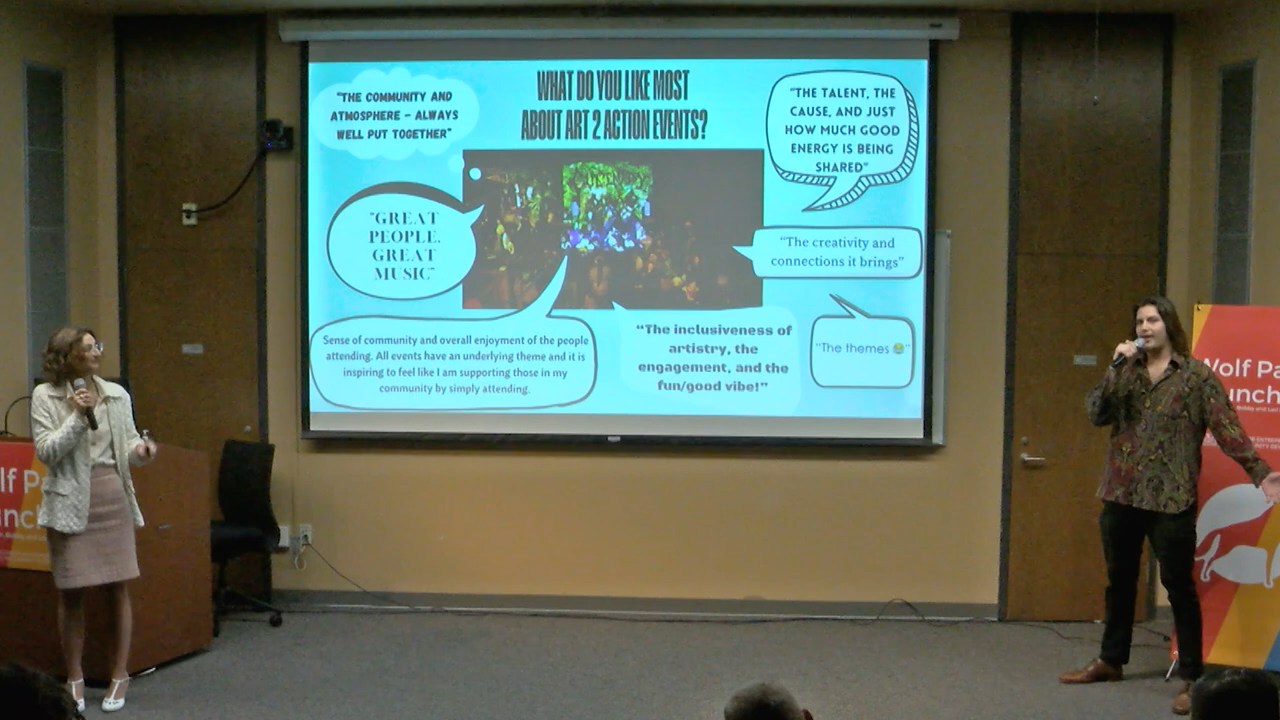 WHAT DO YOU LIKE MOST
ABOUT ART 2 ACTION EVENTS?
"THE COMMUNITY AND
ATMOSPHERE - ALWAYS
WELL PUT TOGETHER"
"THE TALENT, THE
CAUSE, AND JUST
HOW MUCH GOOD
ENERGY IS BEING
SHARED"
"GREAT
PEOPLE.
GREAT
MUSIC"
"The creativity and
connections it brings"
Sense of community and overall enjoyment of the people
attending. All events have an underlying theme and it is
inspiring to feel like I am supporting those in my
community by simply attending.
"The inclusiveness of
artistry, the
engagement, and the
fun/good vibe!"
"The themes 😂"
Wolf Pa
unch
lf P
nch